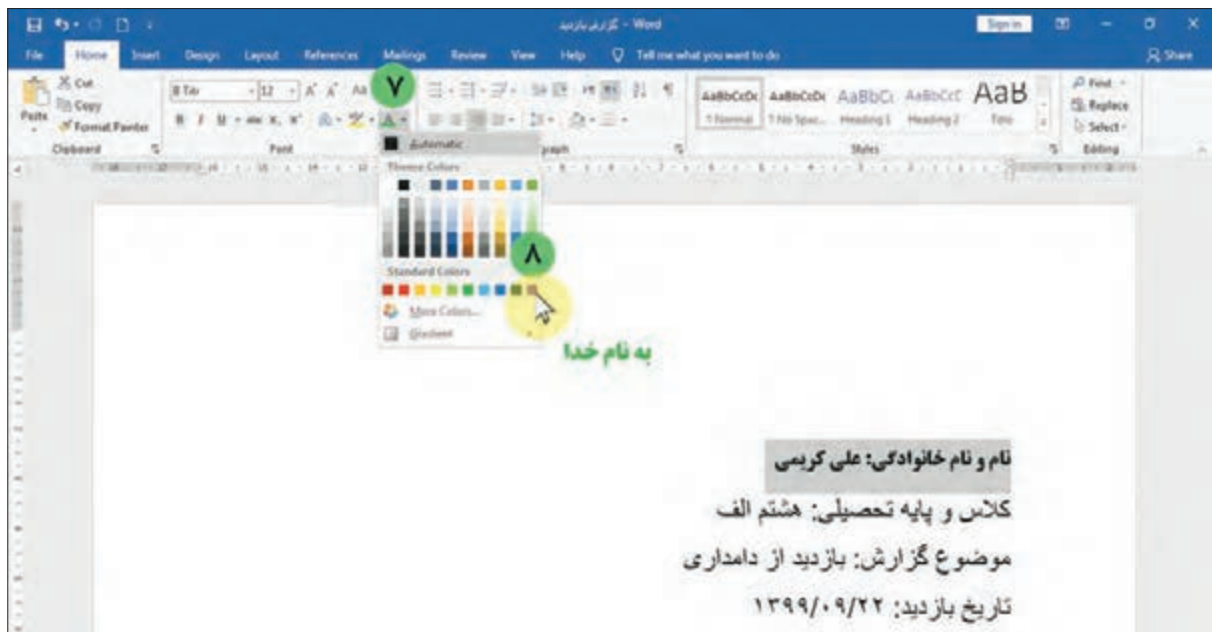 گزارش بازدید - Word
Sign in
File Home Insert Design Layout References Mailings Review View Help Tell me what you want to do Share
Paste
Cut
Copy
Format Painter
Clipboard
12
Aa
۷
B I U
Font
AaBbCcDc AaBbCcDc AaBbCc AaBbCcC AaB
¶ Normal ¶ No Spac... Heading 1 Heading 2 Title
Styles
Find
Replace
Select
Editing
Automatic
Theme Colors
۸
Standard Colors
More Colors...
Gradient
به نام خدا
نام و نام خانوادگی: علی کریمی
کلاس و پایه تحصیلی: هشتم الف
موضوع گزارش: بازدید از دامداری
تاریخ بازدید: ۱۳۹۹/۰۹/۲۲